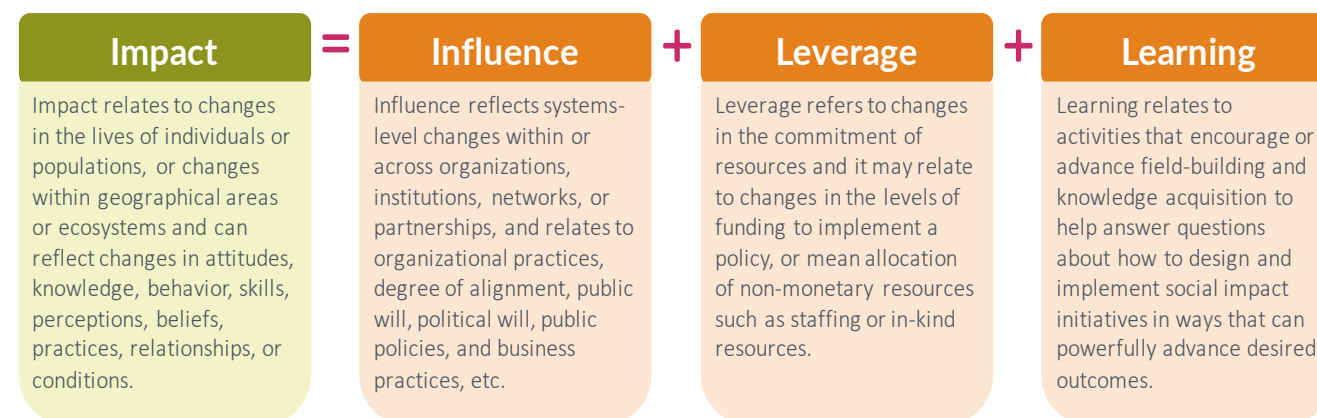 Impact
=
Influence
+
Leverage
+
Learning
Impact relates to changes
in the lives of individuals or
populations, or changes
within geographical areas
or ecosystems and can
reflect changes in attitudes,
knowledge, behavior, skills,
perceptions, beliefs,
practices, relationships, or
conditions.
Influence reflects systems-
level changes within or
across organizations,
institutions, networks, or
partnerships, and relates to
organizational practices,
degree of alignment, public
will, political will, public
policies, and business
practices, etc.
Leverage refers to changes
in the commitment of
resources and it may relate
to changes in the levels of
funding to implement a
policy, or mean allocation
of non-monetary resources
such as staffing or in-kind
resources.
Learning relates to
activities that encourage or
advance field-building and
knowledge acquisition to
help answer questions
about how to design and
implement social impact
initiatives in ways that can
powerfully advance desired
outcomes.